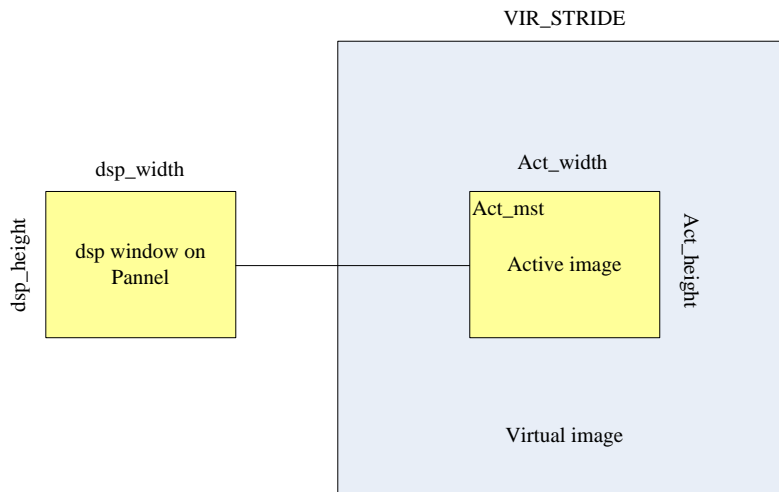 VIR_STRIDE
dsp_width
Act_width
dsp_height
dsp window on
Pannel
Act_mst
Active image
Act_height
Virtual image